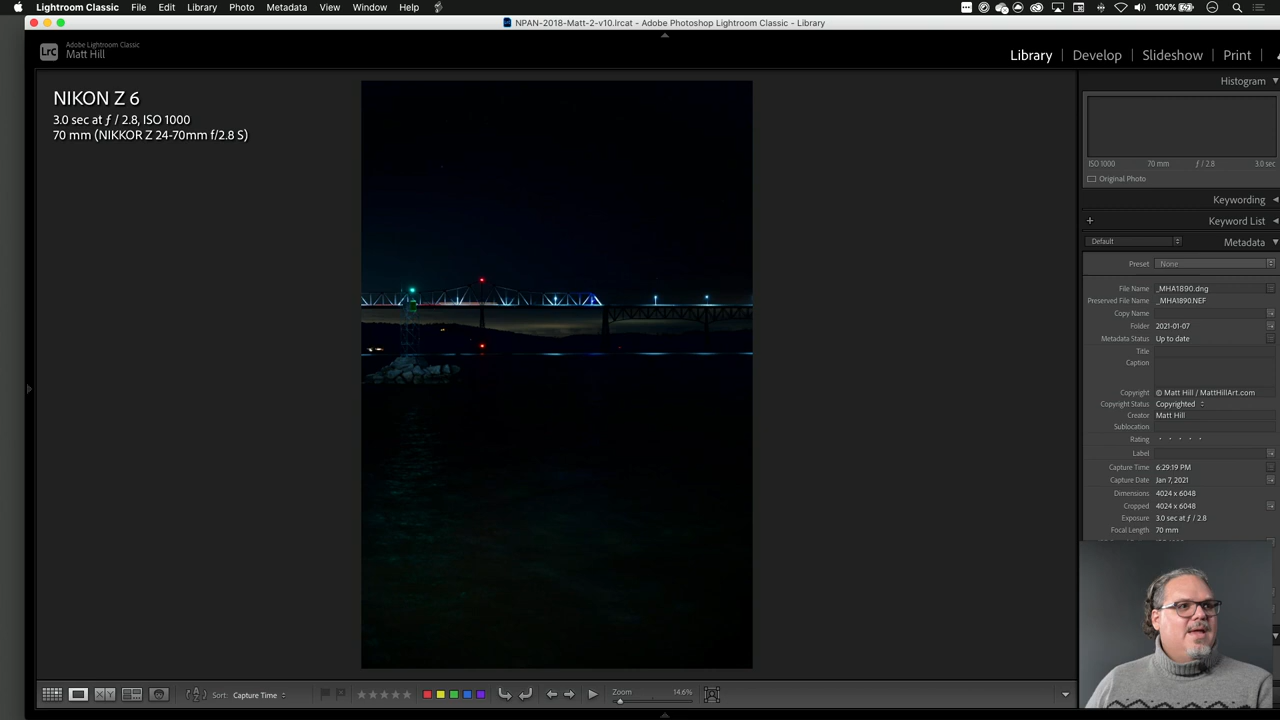 Lightroom Classic File Edit Library Photo Metadata View Window Help 100%
NPAN-2018-Matt-2-v10.lrcat - Adobe Photoshop Lightroom Classic - Library
Lrc Adobe Lightroom Classic
Matt Hill
Library | Develop | Slideshow | Print |
NIKON Z 6
3.0 sec at ƒ / 2.8, ISO 1000
70 mm (NIKKOR Z 24-70mm f/2.8 S)
Histogram
ISO 1000 70 mm ƒ / 2.8 3.0 sec
Original Photo
Keywording
+ Keyword List
Default Metadata
Preset None
File Name _MHA1890.dng
Preserved File Name _MHA1890.NEF
Copy Name
Folder 2021-01-07
Metadata Status Up to date
Title
Caption
Copyright © Matt Hill / MattHillArt.com
Copyright Status Copyrighted
Creator Matt Hill
Sublocation
Rating
Label
Capture Time 6:29:19 PM
Capture Date Jan 7, 2021
Dimensions 4024 x 6048
Cropped 4024 x 6048
Exposure 3.0 sec at ƒ / 2.8
Focal Length 70 mm
Sort: Capture Time Zoom 14.6%